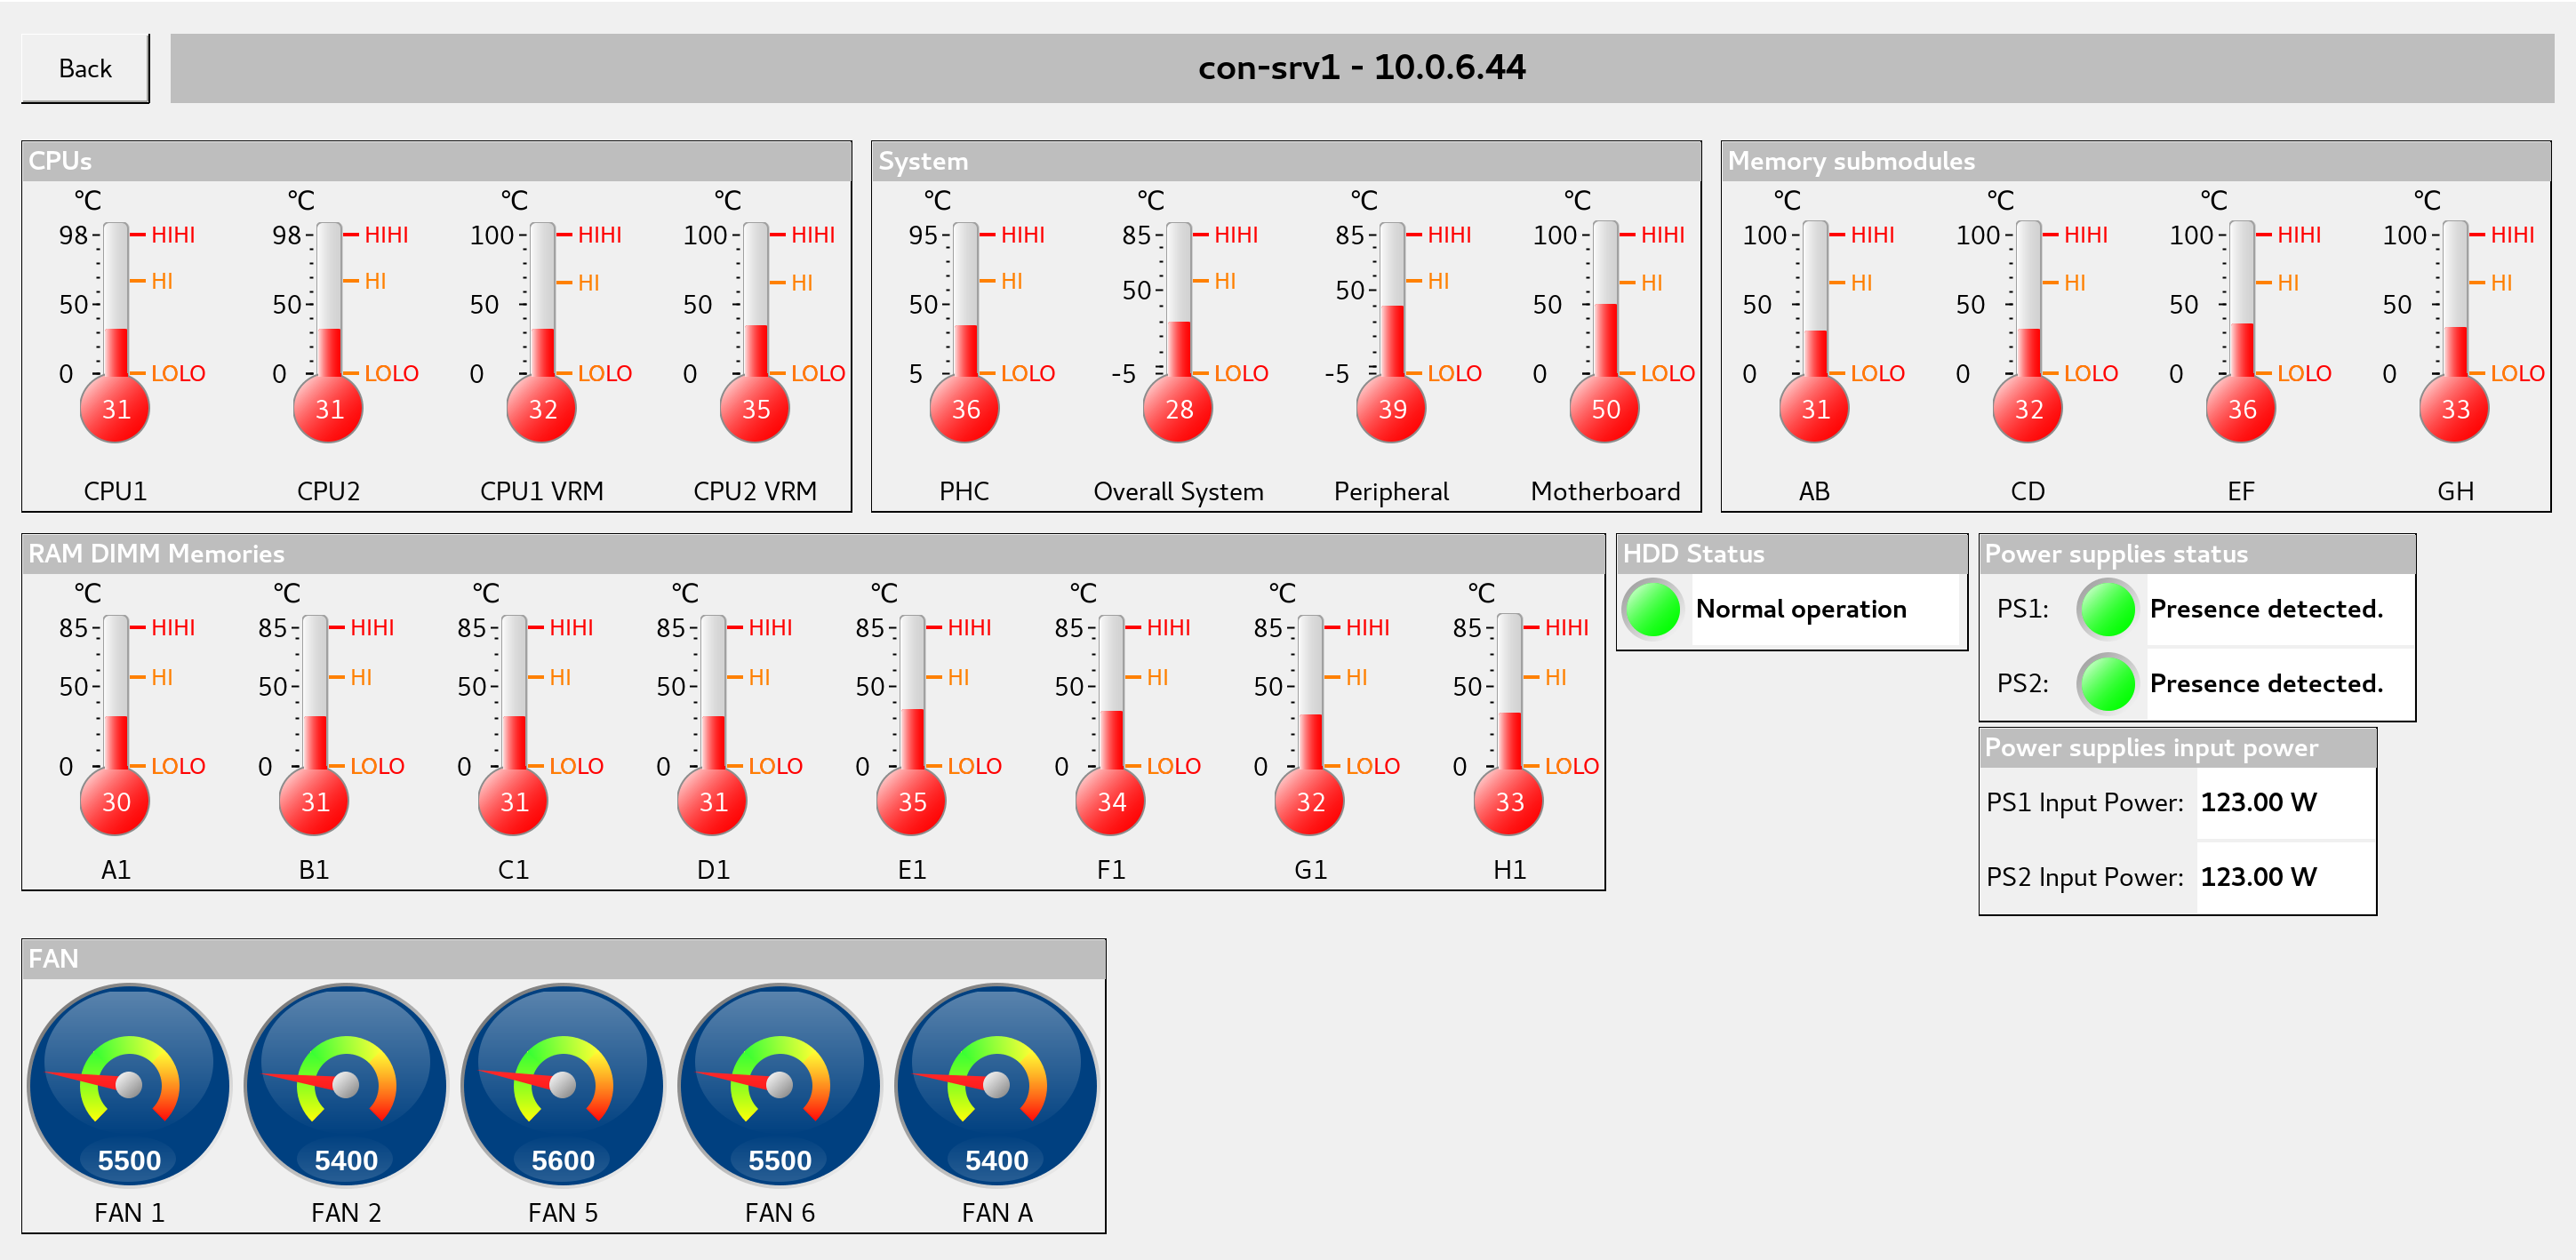 Back
con-srv1 - 10.0.6.44
CPUs
°C °C °C °C
98 HIHI 98 HIHI 100 HIHI 100 HIHI
HI HI HI HI
50 50 50 50
0 LOLO 0 LOLO 0 LOLO 0 LOLO
31 31 32 35
CPU1 CPU2 CPU1 VRM CPU2 VRM
System
°C °C °C °C
95 HIHI 85 HIHI 85 HIHI 100 HIHI
HI HI HI HI
50 50 50 50
5 LOLO -5 LOLO -5 LOLO 0 LOLO
36 28 39 50
PHC Overall System Peripheral Motherboard
Memory submodules
°C °C °C °C
100 HIHI 100 HIHI 100 HIHI 100 HIHI
HI HI HI HI
50 50 50 50
0 LOLO 0 LOLO 0 LOLO 0 LOLO
31 32 36 33
AB CD EF GH
RAM DIMM Memories
°C °C °C °C °C °C °C °C
85 HIHI 85 HIHI 85 HIHI 85 HIHI 85 HIHI 85 HIHI 85 HIHI 85 HIHI
HI HI HI HI HI HI HI HI
50 50 50 50 50 50 50 50
0 LOLO 0 LOLO 0 LOLO 0 LOLO 0 LOLO 0 LOLO 0 LOLO 0 LOLO
30 31 31 31 35 34 32 33
A1 B1 C1 D1 E1 F1 G1 H1
HDD Status
Normal operation
Power supplies status
PS1: Presence detected.
PS2: Presence detected.
Power supplies input power
PS1 Input Power: 123.00 W
PS2 Input Power: 123.00 W
FAN
5500 5400 5600 5500 5400
FAN 1 FAN 2 FAN 5 FAN 6 FAN A